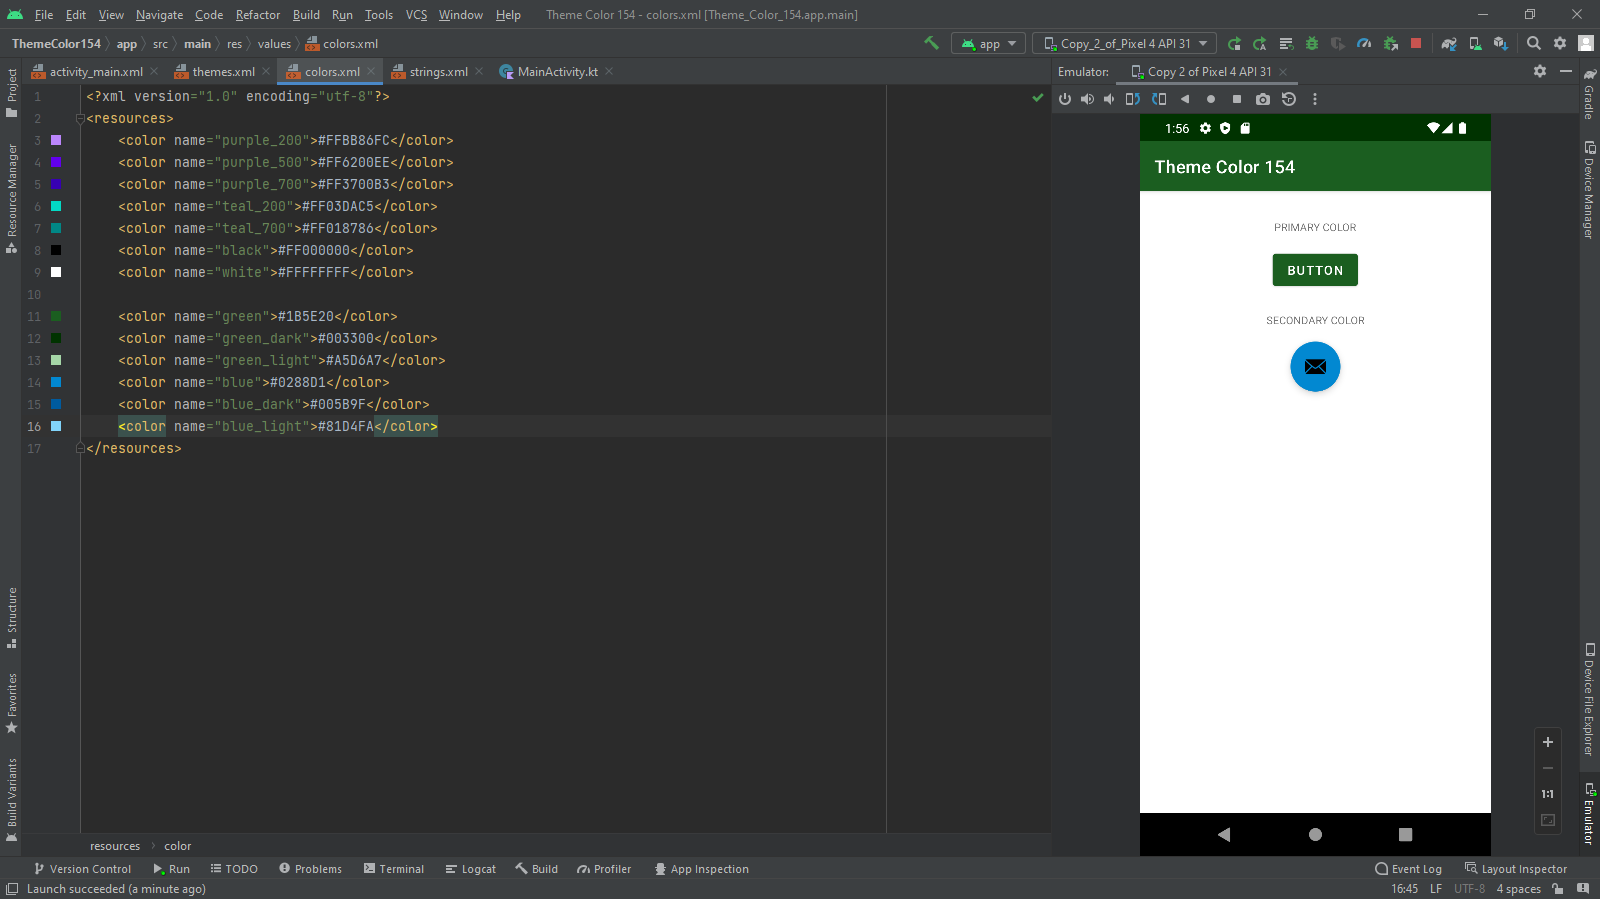 File Edit View Navigate Code Refactor Build Run Tools VCS Window Help Theme Color 154 - colors.xml [Theme_Color_154.app.main]
ThemeColor154 app src main res values colors.xml app Copy_2_of_Pixel 4 API 31
activity_main.xml themes.xml colors.xml strings.xml MainActivity.kt
Project
Resource Manager
Structure
Favorites
Build Variants
1 <?xml version="1.0" encoding="utf-8"?>
2 <resources>
3 <color name="purple_200">#FFBB86FC</color>
4 <color name="purple_500">#FF6200EE</color>
5 <color name="purple_700">#FF3700B3</color>
6 <color name="teal_200">#FF03DAC5</color>
7 <color name="teal_700">#FF018786</color>
8 <color name="black">#FF000000</color>
9 <color name="white">#FFFFFFFF</color>
10
11 <color name="green">#1B5E20</color>
12 <color name="green_dark">#003300</color>
13 <color name="green_light">#A5D6A7</color>
14 <color name="blue">#0288D1</color>
15 <color name="blue_dark">#005B9F</color>
16 <color name="blue_light">#81D4FA</color>
17 </resources>
resources color
Emulator: Copy 2 of Pixel 4 API 31
1:56
Theme Color 154
PRIMARY COLOR
BUTTON
SECONDARY COLOR
1:1
Gradle
Device Manager
Device File Explorer
Emulator
Version Control Run TODO Problems Terminal Logcat Build Profiler App Inspection Event Log Layout Inspector
Launch succeeded (a minute ago) 16:45 LF UTF-8 4 spaces